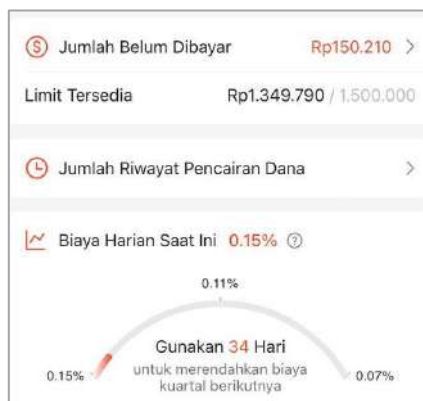 Jumlah Belum Dibayar Rp150.210 >
Limit Tersedia Rp1.349.790 / 1.500.000
Jumlah Riwayat Pencairan Dana >
Biaya Harian Saat Ini 0.15% ?
0.11%
Gunakan 34 Hari
0.15% untuk merendahkan biaya 0.07%
kuartal berikutnya